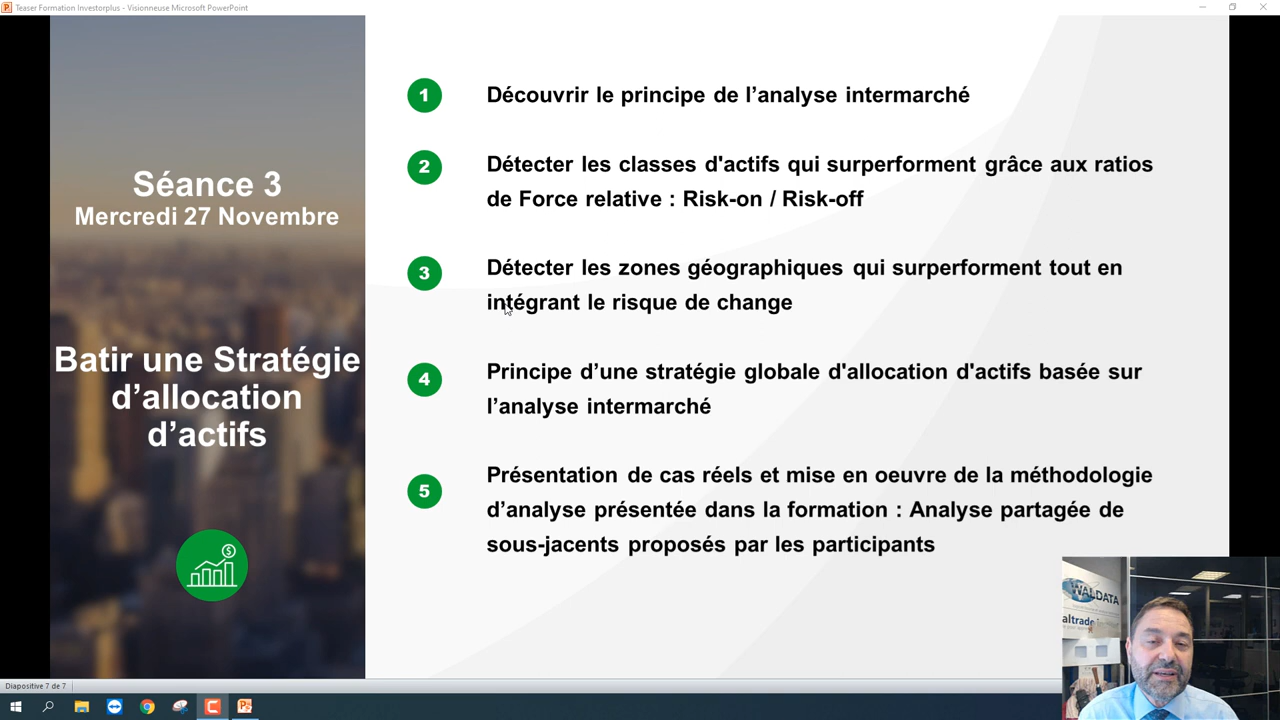 Teaser Formation Investorplus - Visionneuse Microsoft PowerPoint
Séance 3
Mercredi 27 Novembre
Batir une Stratégie
d’allocation
d’actifs
1
Découvrir le principe de l’analyse intermarché
2
Détecter les classes d'actifs qui surperforment grâce aux ratios
de Force relative : Risk-on / Risk-off
3
Détecter les zones géographiques qui surperforment tout en
intégrant le risque de change
4
Principe d’une stratégie globale d'allocation d'actifs basée sur
l’analyse intermarché
5
Présentation de cas réels et mise en oeuvre de la méthodologie
d’analyse présentée dans la formation : Analyse partagée de
sous-jacents proposés par les participants
WALDATA
Diapositive 7 de 7